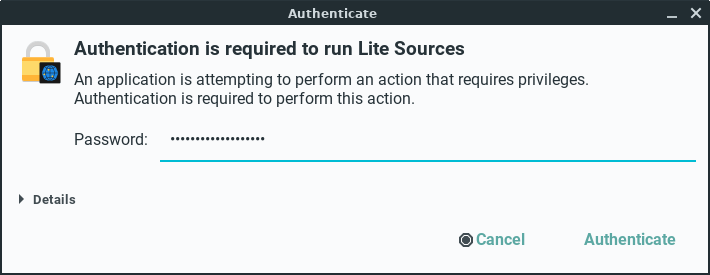 Authenticate
Authentication is required to run Lite Sources
An application is attempting to perform an action that requires privileges.
Authentication is required to perform this action.
Password: •••••••••••••••••••
Details
Cancel Authenticate